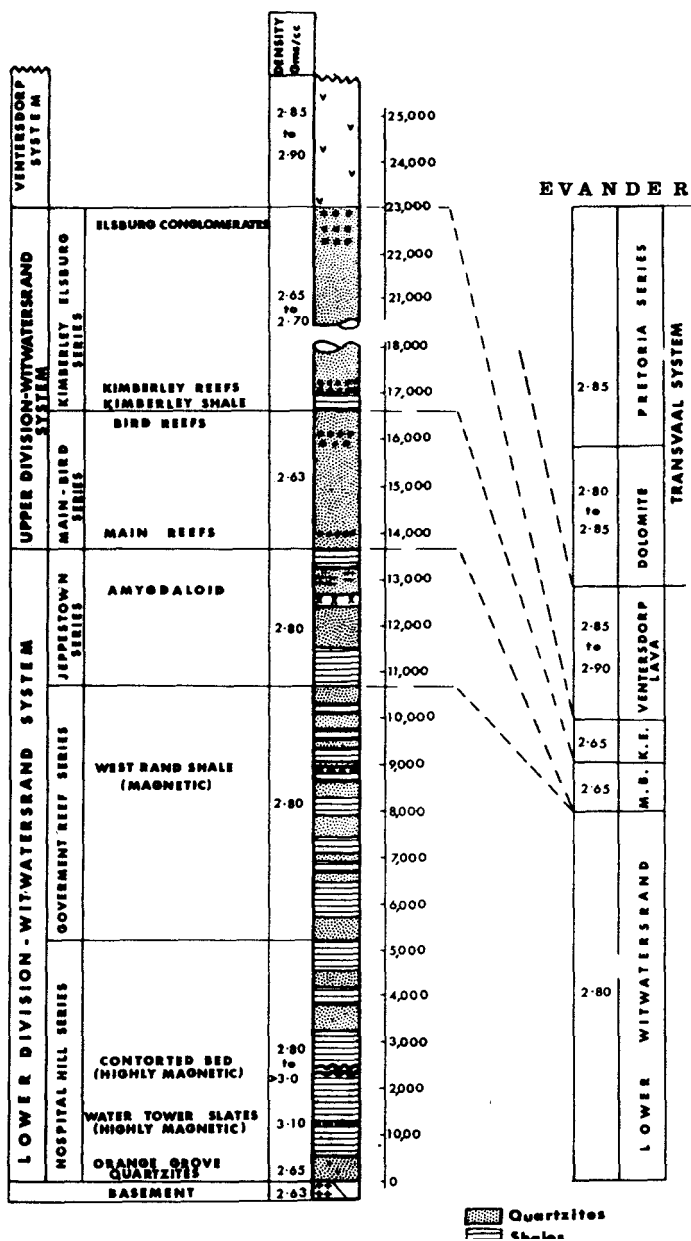 DENSITY
Gms/cc
VENTERSDORP
SYSTEM
2·85
to
2·90
25,000
24,000
23,000
22,000
21,000
18,000
17,000
16,000
15,000
14,000
13,000
12,000
11,000
10,000
9,000
8,000
7,000
6,000
5,000
4,000
3,000
2,000
10,00
0
UPPER DIVISION-WITWATERSRAND
SYSTEM
KIMBERLEY ELSBURG
SERIES
ELSBURG CONGLOMERATES
2·65
to
2·70
KIMBERLEY REEFS
KIMBERLEY SHALE
MAIN-BIRD
SERIES
BIRD REEFS
2·63
MAIN REEFS
LOWER DIVISION-WITWATERSRAND SYSTEM
JEPPESTOWN
SERIES
AMYGDALOID
2·80
GOVERMENT REEF SERIES
WEST RAND SHALE
(MAGNETIC)
2·80
HOSPITAL HILL SERIES
CONTORTED BED
(HIGHLY MAGNETIC)
2·80
to
>3·0
WATER TOWER SLATES
(HIGHLY MAGNETIC)
3·10
ORANGE GROVE
QUARTZITES
2·65
BASEMENT
2·63
EVANDER
2·85
PRETORIA SERIES
TRANSVAAL SYSTEM
2·80
to
2·85
DOLOMITE
2·85
to
2·90
VENTERSDORP
LAVA
2·65
K.E.
2·65
M.B.
2·80
LOWER WITWATERSRAND
Quartzites
Shales